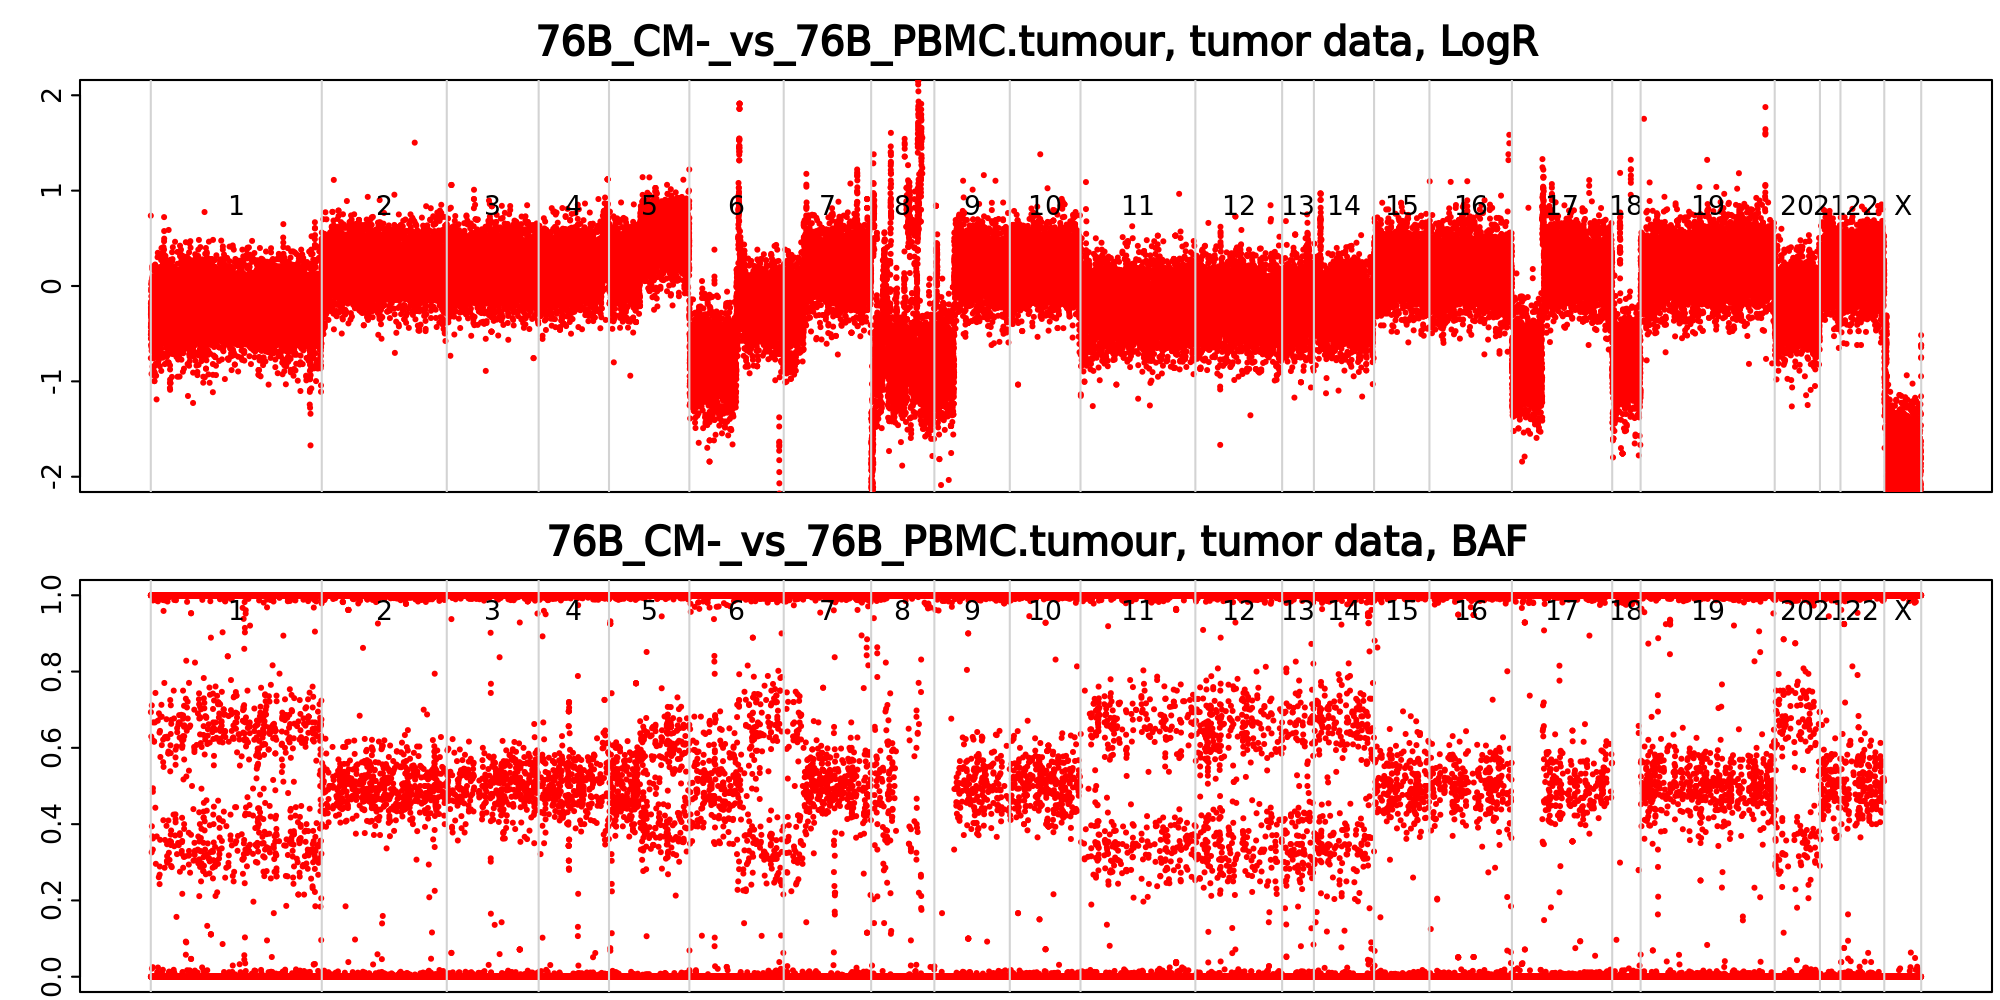 76B_CM-_vs_76B_PBMC.tumour, tumor data, LogR
2
1
0
-1
-2
1 2 3 4 5 6 7 8 9 10 11 12 13 14 15 16 17 18 19 20 21 22 X
76B_CM-_vs_76B_PBMC.tumour, tumor data, BAF
1.0
0.8
0.6
0.4
0.2
0.0
1 2 3 4 5 6 7 8 9 10 11 12 13 14 15 16 17 18 19 20 21 22 X